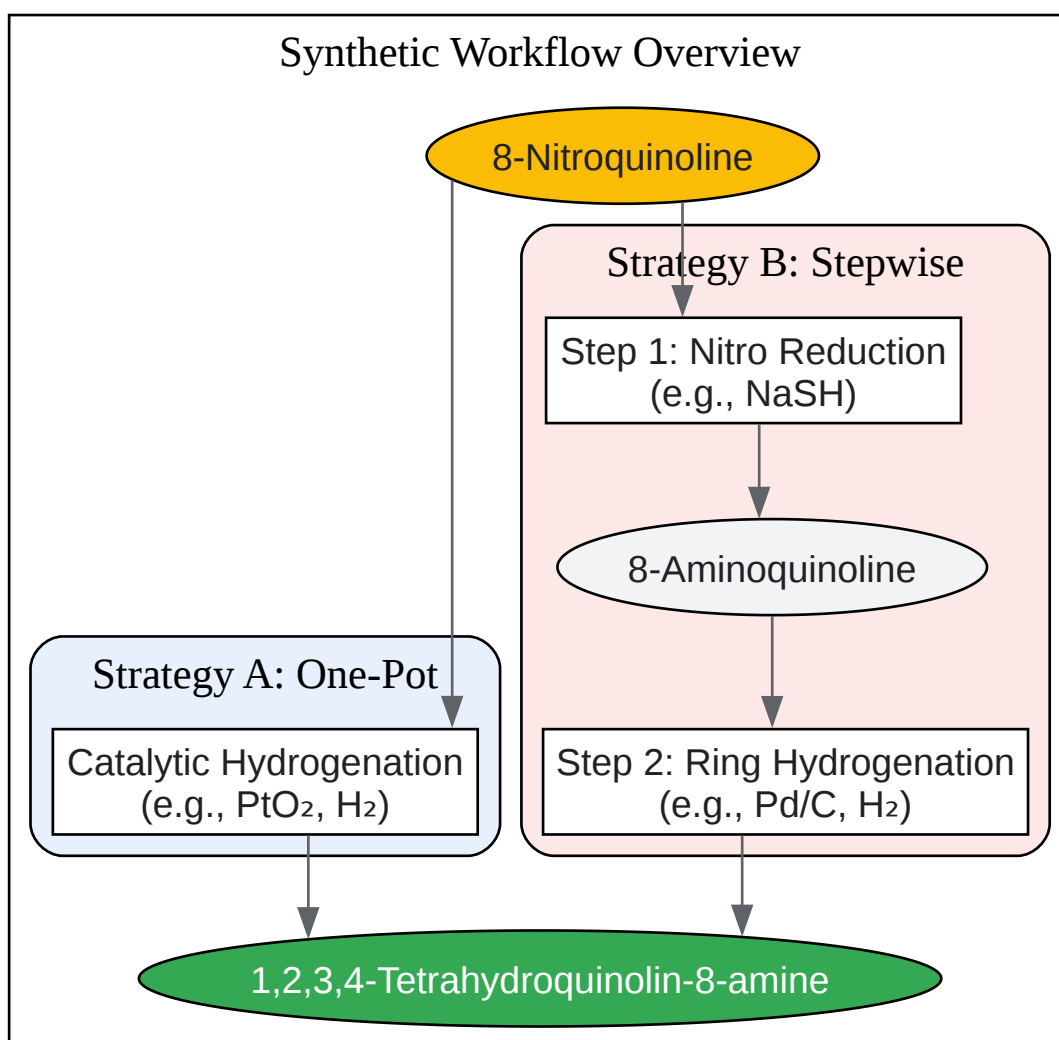 Synthetic Workflow Overview
8-Nitroquinoline
Strategy B: Stepwise
Step 1: Nitro Reduction
(e.g., NaSH)
8-Aminoquinoline
Strategy A: One-Pot
Catalytic Hydrogenation
(e.g., PtO₂, H₂)
Step 2: Ring Hydrogenation
(e.g., Pd/C, H₂)
1,2,3,4-Tetrahydroquinolin-8-amine